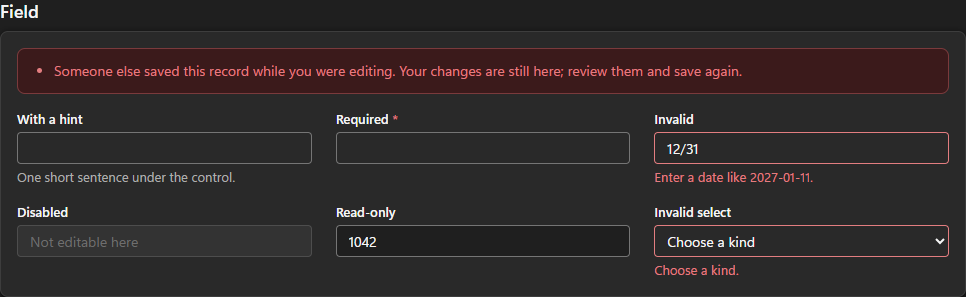 Field
• Someone else saved this record while you were editing. Your changes are still here; review them and save again.
With a hint
Required *
Invalid
12/31
One short sentence under the control.
Enter a date like 2027-01-11.
Disabled
Read-only
Invalid select
Not editable here
1042
Choose a kind
Choose a kind.